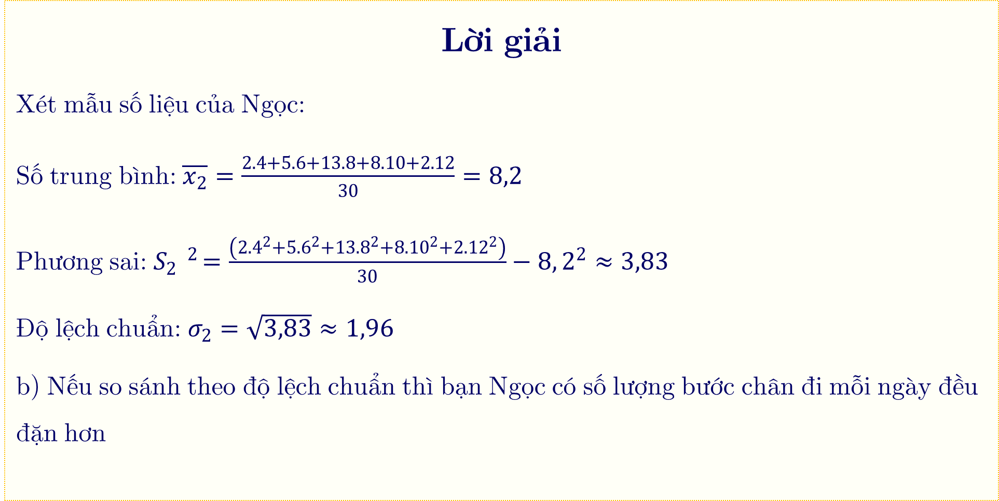 Lời giải
Xét mẫu số liệu của Ngọc:
Số trung bình: $\overline{x_2} = \frac{2.4+5.6+13.8+8.10+2.12}{30} = 8,2$
Phương sai: $S_2{}^2 = \frac{(2.4^2+5.6^2+13.8^2+8.10^2+2.12^2)}{30} - 8,2^2 \approx 3,83$
Độ lệch chuẩn: $\sigma_2 = \sqrt{3,83} \approx 1,96$
b) Nếu so sánh theo độ lệch chuẩn thì bạn Ngọc có số lượng bước chân đi mỗi ngày đều
đặn hơn